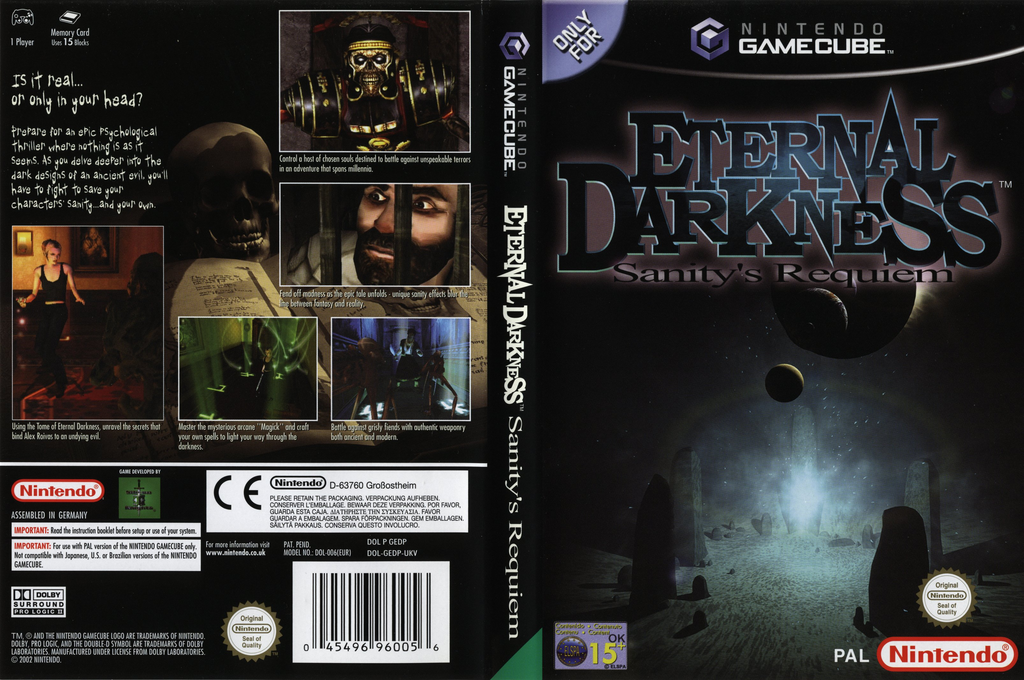 1 Player
Memory Card
Uses 15 Blocks
Is it real...
or only in your head?
Prepare for an epic psychological
thriller where nothing is as it
seems. As you delve deeper into the
dark designs of an ancient evil, you'll
have to fight to save your
characters' sanity...and your own.
Control a host of chosen souls destined to battle against unspeakable terrors
in an adventure that spans millennia.
Fend off madness as the epic tale unfolds - unique sanity effects blur the
line between fantasy and reality.
Using the Tome of Eternal Darkness, unravel the secrets that
bind Alex Roivas to an undying evil.
Master the mysterious arcane "Magick" and craft
your own spells to light your way through the
darkness.
Battle against grisly fiends with authentic weaponry
both ancient and modern.
Nintendo®
GAME DEVELOPED BY
Silicon
Knights
ASSEMBLED IN GERMANY
IMPORTANT: Read the instruction booklet before setup or use of your system.
IMPORTANT: For use with PAL version of the NINTENDO GAMECUBE only.
Not compatible with Japanese, U.S. or Brazilian versions of the NINTENDO
GAMECUBE.
DOLBY
SURROUND
PRO LOGIC II
TM, ® AND THE NINTENDO GAMECUBE LOGO ARE TRADEMARKS OF NINTENDO.
DOLBY, PRO LOGIC, AND THE DOUBLE-D SYMBOL ARE TRADEMARKS OF DOLBY
LABORATORIES. MANUFACTURED UNDER LICENSE FROM DOLBY LABORATORIES.
© 2002 NINTENDO.
CE
Nintendo® D-63760 Großostheim
PLEASE RETAIN THE PACKAGING. VERPACKUNG AUFHEBEN.
CONSERVER L'EMBALLAGE. BEWAAR DEZE VERPAKKING. POR FAVOR,
GUARDE ESTA CAJA. ΔΙΑΤΗΡΗΣΤΕ ΤΗΝ ΣΥΣΚΕΥΑΣΙΑ. FAVOR
GUARDAR A EMBALAGEM. SPARA FÖRPACKNINGEN. GEM EMBALLAGEN.
SÄILYTÄ PAKKAUS. CONSERVA QUESTO INVOLUCRO.
For more information visit
www.nintendo.co.uk
PAT. PEND.
MODEL NO.: DOL-006(EUR)
DOL P GEDP
DOL-GEDP-UKV
Original
Nintendo
Seal of
Quality
TM
0 45496 96005 6
NINTENDO
GAMECUBE™
ETERNAL DARKNESS™ Sanity's Requiem
ONLY
FOR
NINTENDO
GAMECUBE™
ETERNAL
DARKNESS™
Sanity's Requiem
Original
Nintendo
Seal of
Quality
ELSPA
OK
15+
© ELSPA
PAL
Nintendo®